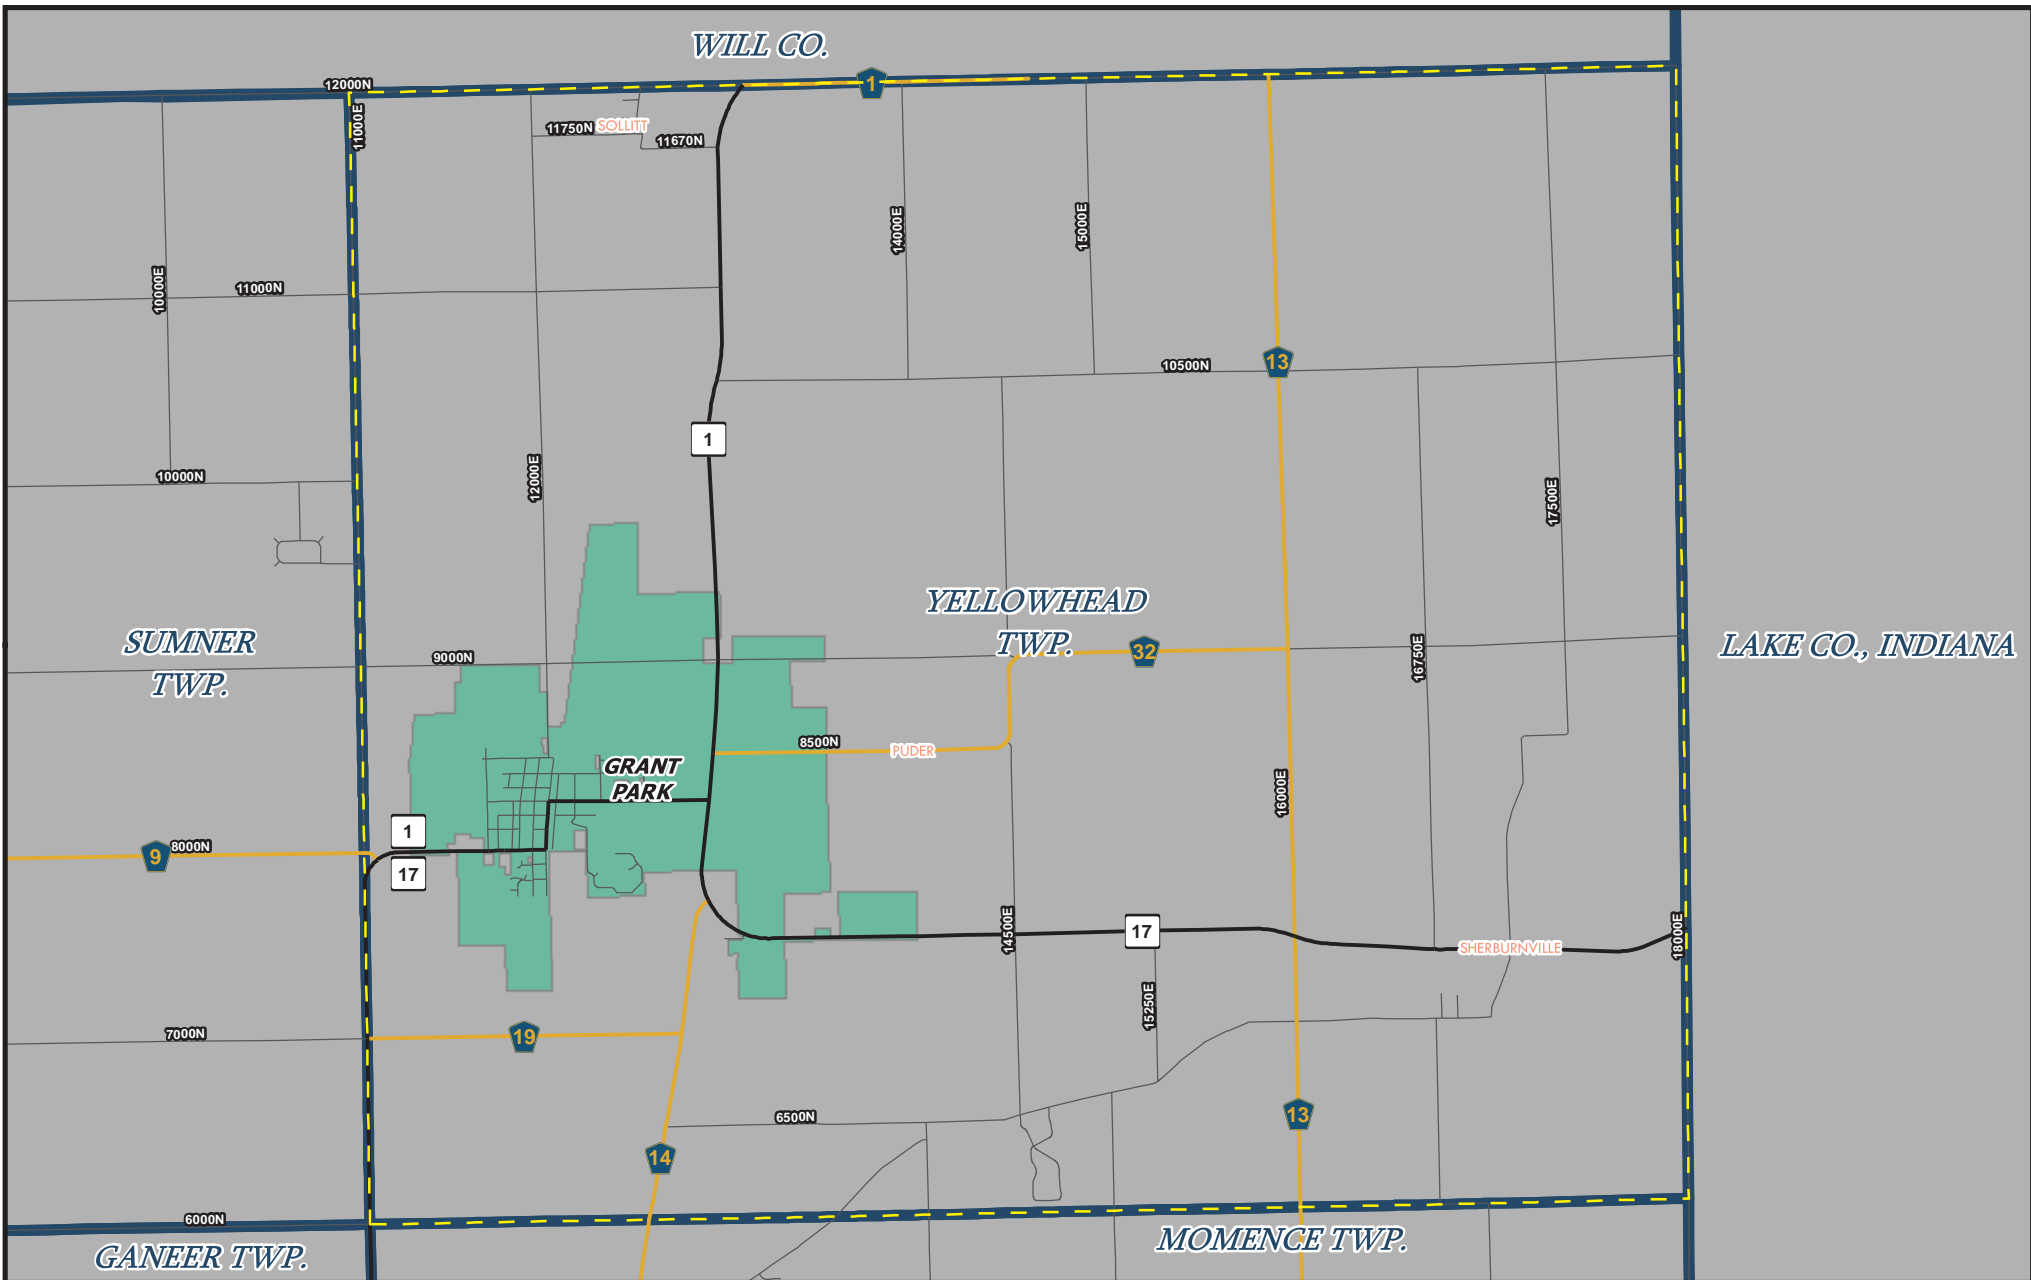 WILL CO.
12000N
1
11000E
11750N
SOLLITT
11670N
14000E
15000E
10000E
11000N
10500N
13
1
10000N
12000E
17500E
YELLOWHEAD
TWP.
SUMNER
TWP.
9000N
32
16750E
LAKE CO., INDIANA
8500N
PUDER
GRANT
PARK
16000E
1
9
8000N
17
14500E
17
18000E
SHERBURNVILLE
15250E
7000N
19
6500N
13
14
6000N
MOMENCE TWP.
GANEER TWP.